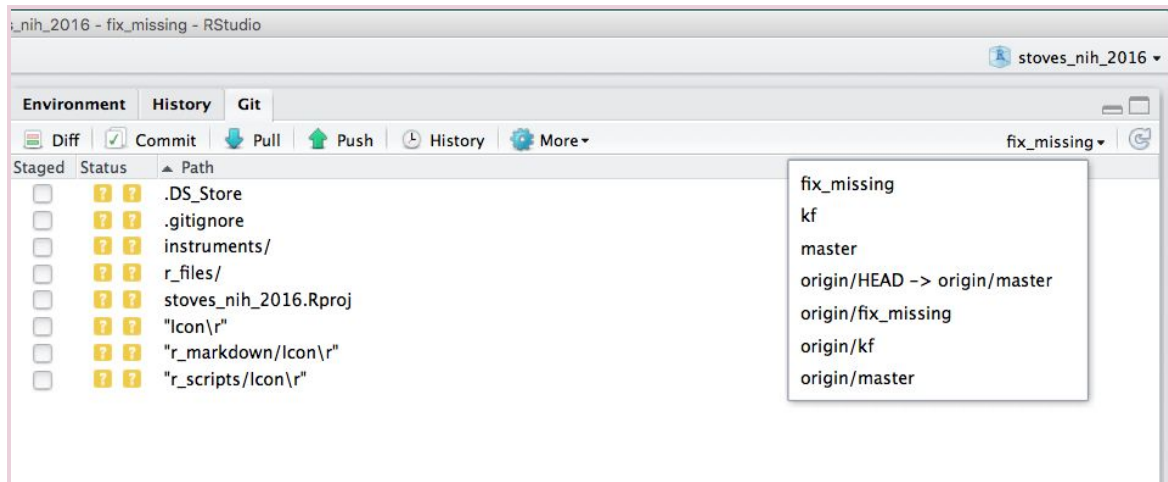 _nih_2016 - fix_missing - RStudio
stoves_nih_2016
Environment History Git
Diff Commit Pull Push History More fix_missing
Staged Status Path
? ? .DS_Store
? ? .gitignore
? ? instruments/
? ? r_files/
? ? stoves_nih_2016.Rproj
? ? "Icon\r"
? ? "r_markdown/Icon\r"
? ? "r_scripts/Icon\r"
fix_missing
kf
master
origin/HEAD -> origin/master
origin/fix_missing
origin/kf
origin/master